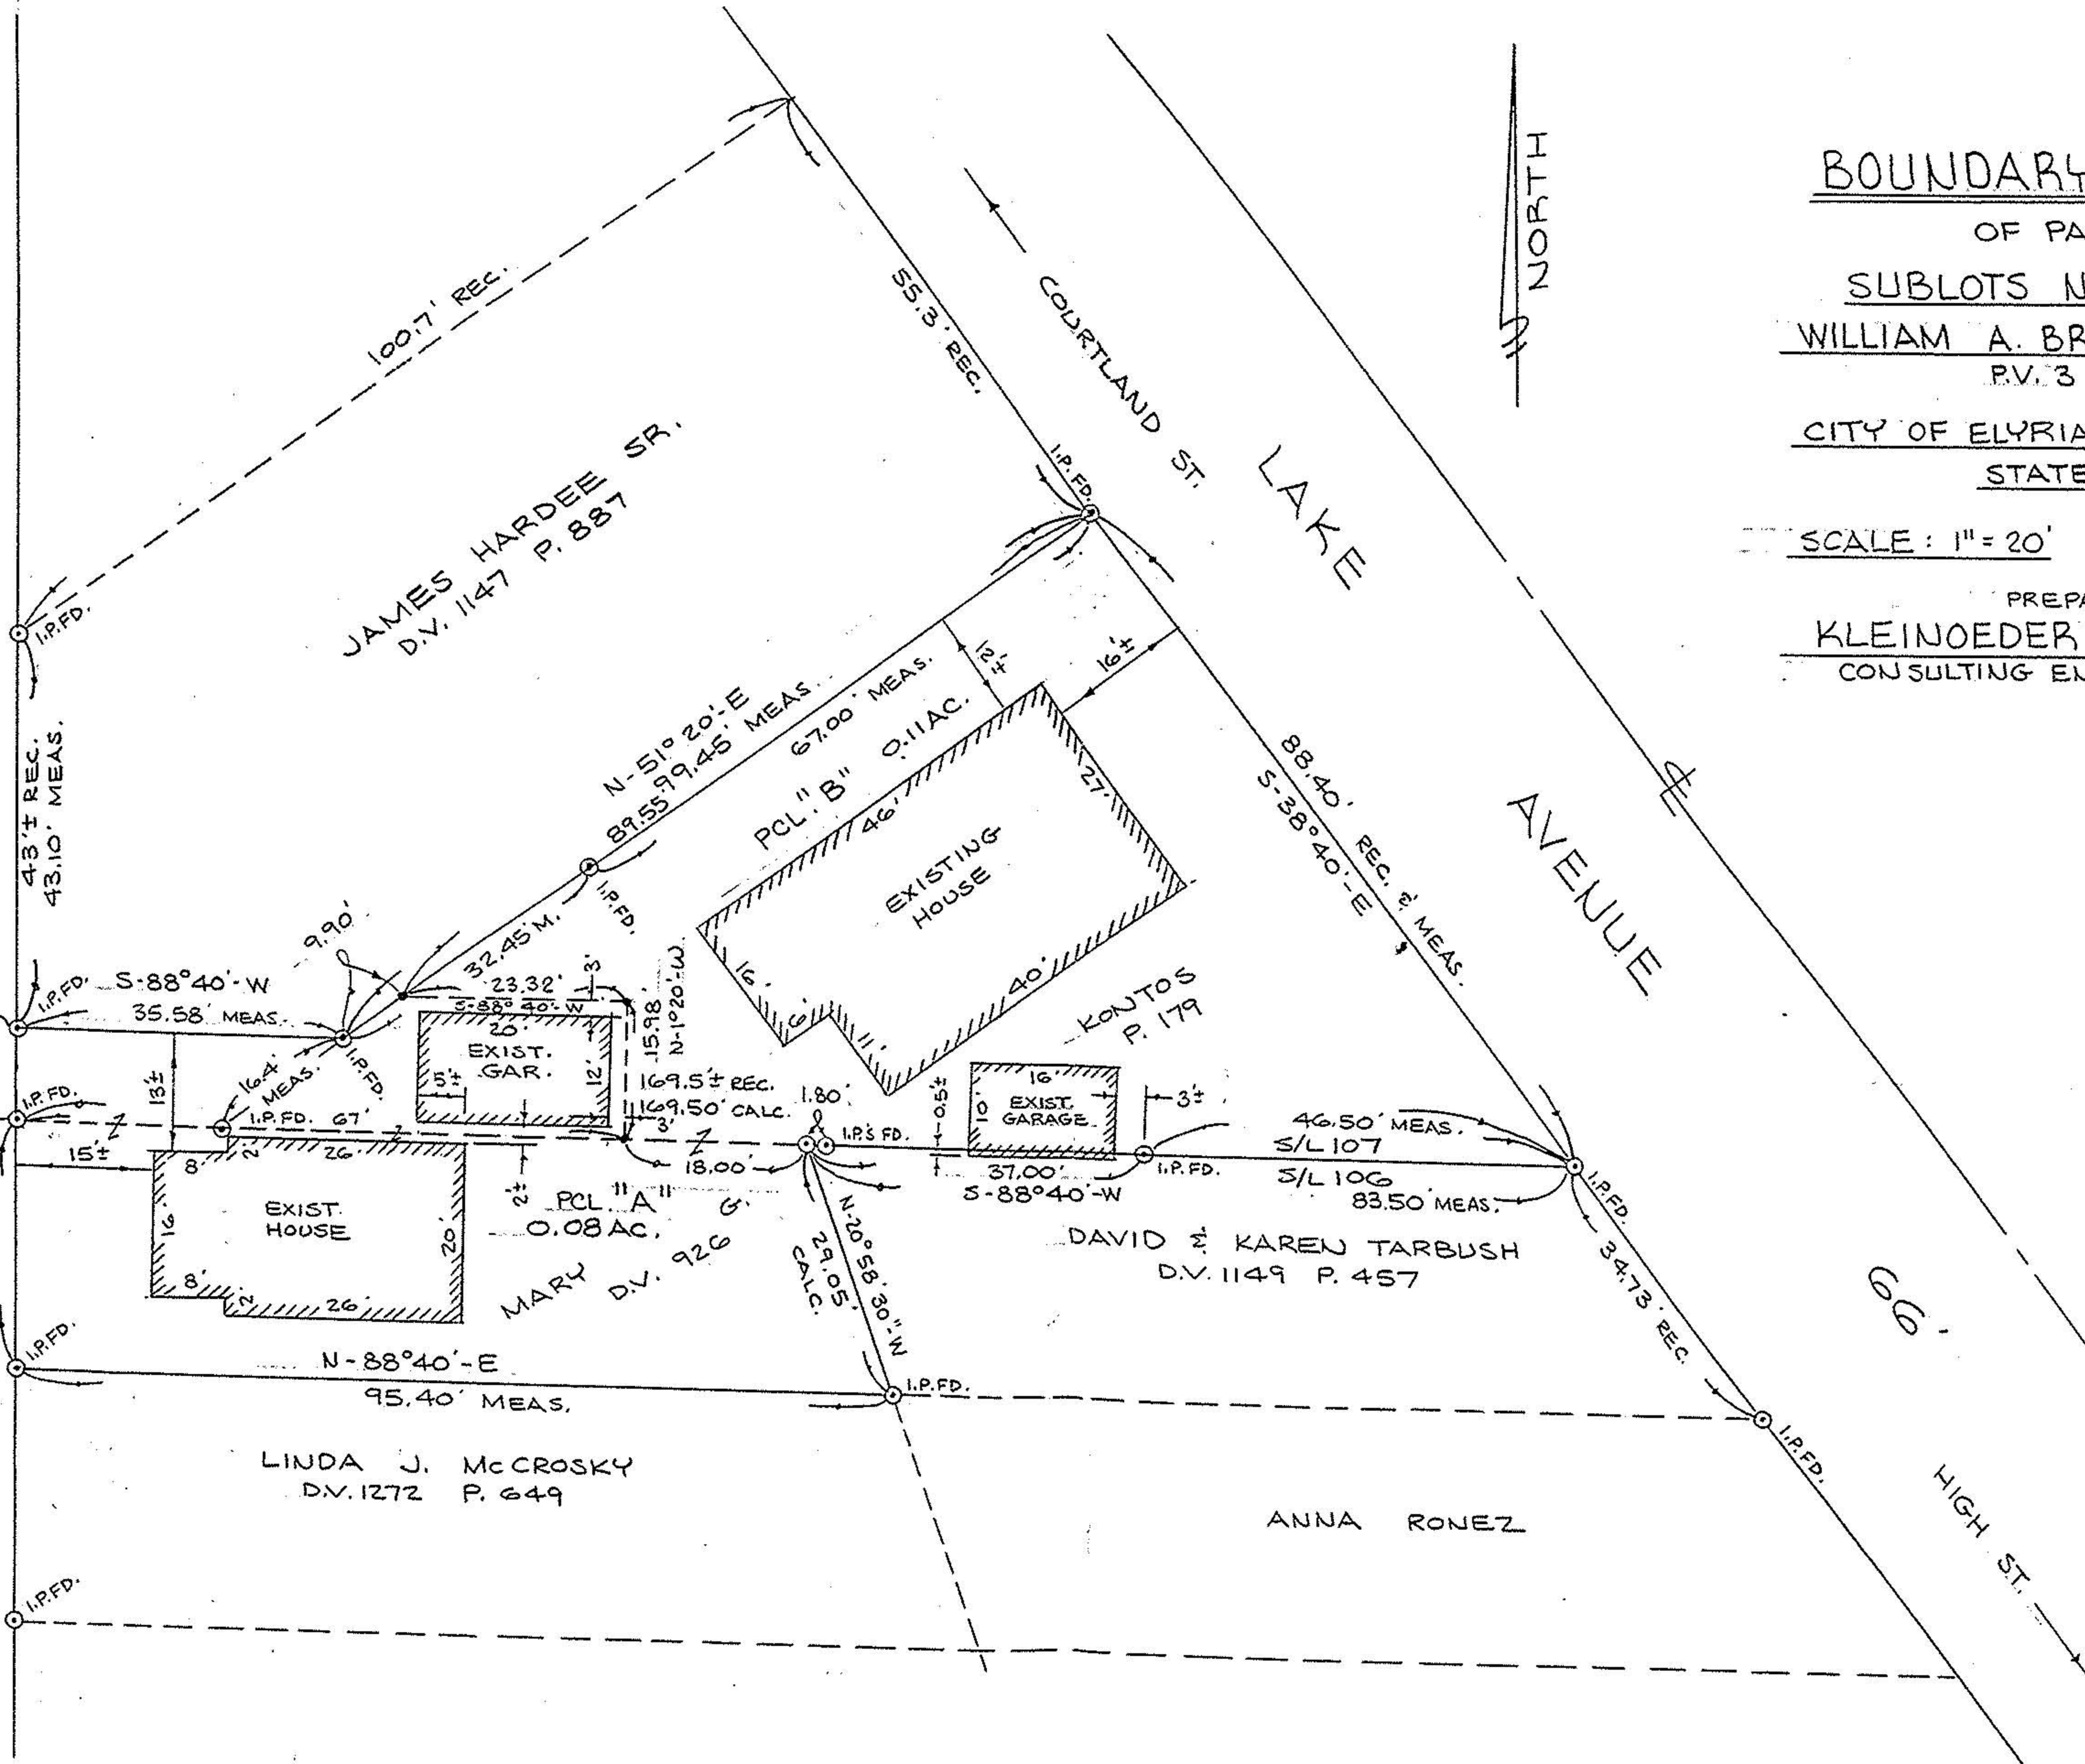 BOUNDARY
OF PA
SUBLOTS N
WILLIAM A. BR
P.V. 3
CITY OF ELYRIA
STATE
SCALE : 1" = 20'
PREPA
KLEINOEDER
CONSULTING EN
NORTH
COURTLAND ST.
LAKE
AVENUE
66'
HIGH ST.
100.7' REC.
55.3' REC.
I.P. FD.
JAMES HARDEE SR.
D.V. 1147 P. 887
I.P.FD.
43'± REC.
43.10' MEAS.
N-51° 20'-E
99.45' MEAS.
89.55'
67.00' MEAS.
12'±
16'±
PCL. "B" 0.11 AC.
46'
27'
EXISTING
HOUSE
16'
6'
11'
40'
88.40' REC. & MEAS.
S-38°40'-E
KONTOS
P. 179
I.P.FD.
32.45' M.
9.90'
I.P.FD.
S-88°40'-W
35.58' MEAS.
I.P.FD.
23.32'
3'
S-88°40'-W
15.98'
N-1°20'-W
20'
EXIST.
GAR.
12'
5'±
13'±
16.4'
MEAS.
I.P.FD.
I.P.FD.
67'
169.5'± REC.
169.50' CALC.
3'
1.80'
I.P.'S FD.
18.00'
0.5'±
16'
10
EXIST.
GARAGE
3'±
46.50' MEAS.
S/L 107
37.00'
S-88°40'-W
I.P.FD.
S/L 106
83.50' MEAS.
I.P.FD.
15'±
8'
2'
26'
16'
EXIST.
HOUSE
20'
8'
2'
26'
2'±
PCL. "A"
0.08 AC.
MARY G.
D.V. 926
N-20°58'30"-W
29.05'
CALC.
DAVID & KAREN TARBUSH
D.V. 1149 P. 457
34.73' REC.
I.P.FD.
N-88°40'-E
95.40' MEAS.
I.P.FD.
I.P.FD.
LINDA J. McCROSKY
D.V. 1272 P. 649
ANNA RONEZ
I.P.FD.